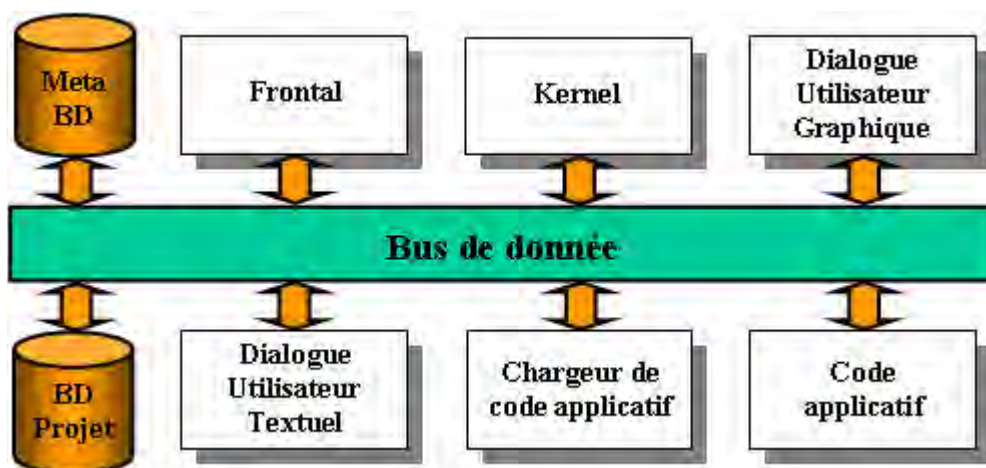 Meta
BD
Frontal
Kernel
Dialogue
Utilisateur
Graphique
Bus de donnée
BD
Projet
Dialogue
Utilisateur
Textuel
Chargeur de
code applicatif
Code
applicatif